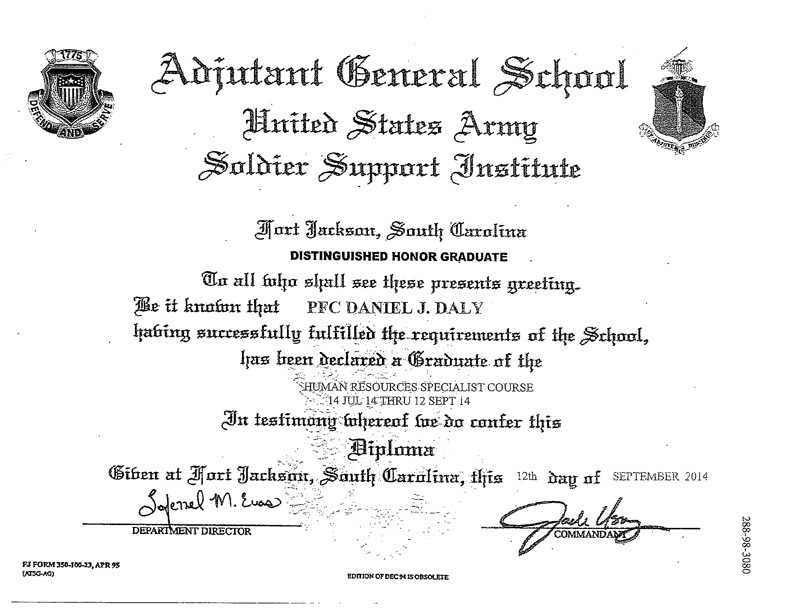 1775
DEFEND AND SERVE
Adjutant General School
United States Army
Soldier Support Institute
Fort Jackson, South Carolina
DISTINGUISHED HONOR GRADUATE
To all who shall see these presents greeting.
Be it known that PFC DANIEL J. DALY
having successfully fulfilled the requirements of the School,
has been declared a Graduate of the
HUMAN RESOURCES SPECIALIST COURSE
14 JUL 14 THRU 12 SEPT 14
In testimony whereof we do confer this
Diploma
Given at Fort Jackson, South Carolina, this 12th day of SEPTEMBER 2014
DEPARTMENT DIRECTOR
COMMANDANT
288-98-3080
FJ FORM 350-100-23, APR 95
(ATSG-AG)
EDITION OF DEC 94 IS OBSOLETE